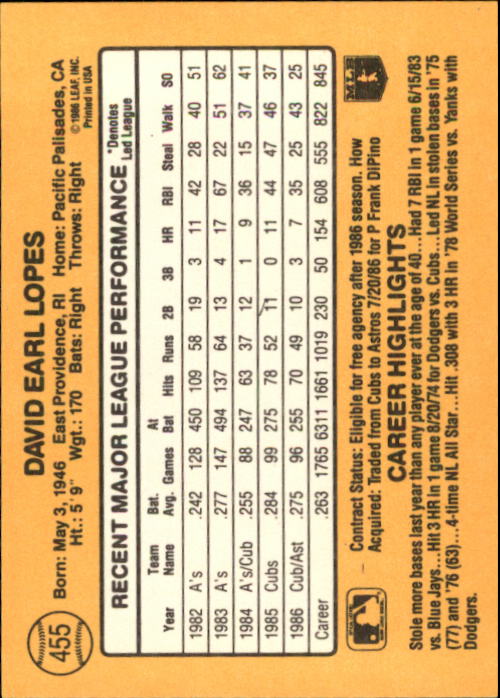 455
DAVID EARL LOPES
Born: May 3, 1946 East Providence, RI Home: Pacific Palisades, CA
Ht.: 5' 9" Wgt.: 170 Bats: Right Throws: Right
©1986 LEAF, INC.
Printed in USA
RECENT MAJOR LEAGUE PERFORMANCE
*Denotes
Led League
Year Team Name Bat. Avg. Games At Bat Hits Runs 2B 3B HR RBI Steal Walk SO
1982 A's .242 128 450 109 58 19 3 11 42 28 40 51
1983 A's .277 147 494 137 64 13 4 17 67 22 51 62
1984 A's/Cub .255 88 247 63 37 12 1 9 36 15 37 41
1985 Cubs .284 99 275 78 52 11 0 11 44 47 46 37
1986 Cub/Ast .275 96 255 70 49 10 3 7 35 25 43 25
Career .263 1765 6311 1661 1019 230 50 154 608 555 822 845
Contract Status: Eligible for free agency after 1986 season. How
Acquired: Traded from Cubs to Astros 7/20/86 for P Frank DiPino
MLB
CAREER HIGHLIGHTS
Stole more bases last year than any player ever at the age of 40...Had 7 RBI in 1 game 6/15/83
vs. Blue Jays...Hit 3 HR in 1 game 8/20/74 for Dodgers vs. Cubs...Led NL in stolen bases in '75
(77) and '76 (63)...4-time NL All Star...Hit .308 with 3 HR in '78 World Series vs. Yanks with
Dodgers.